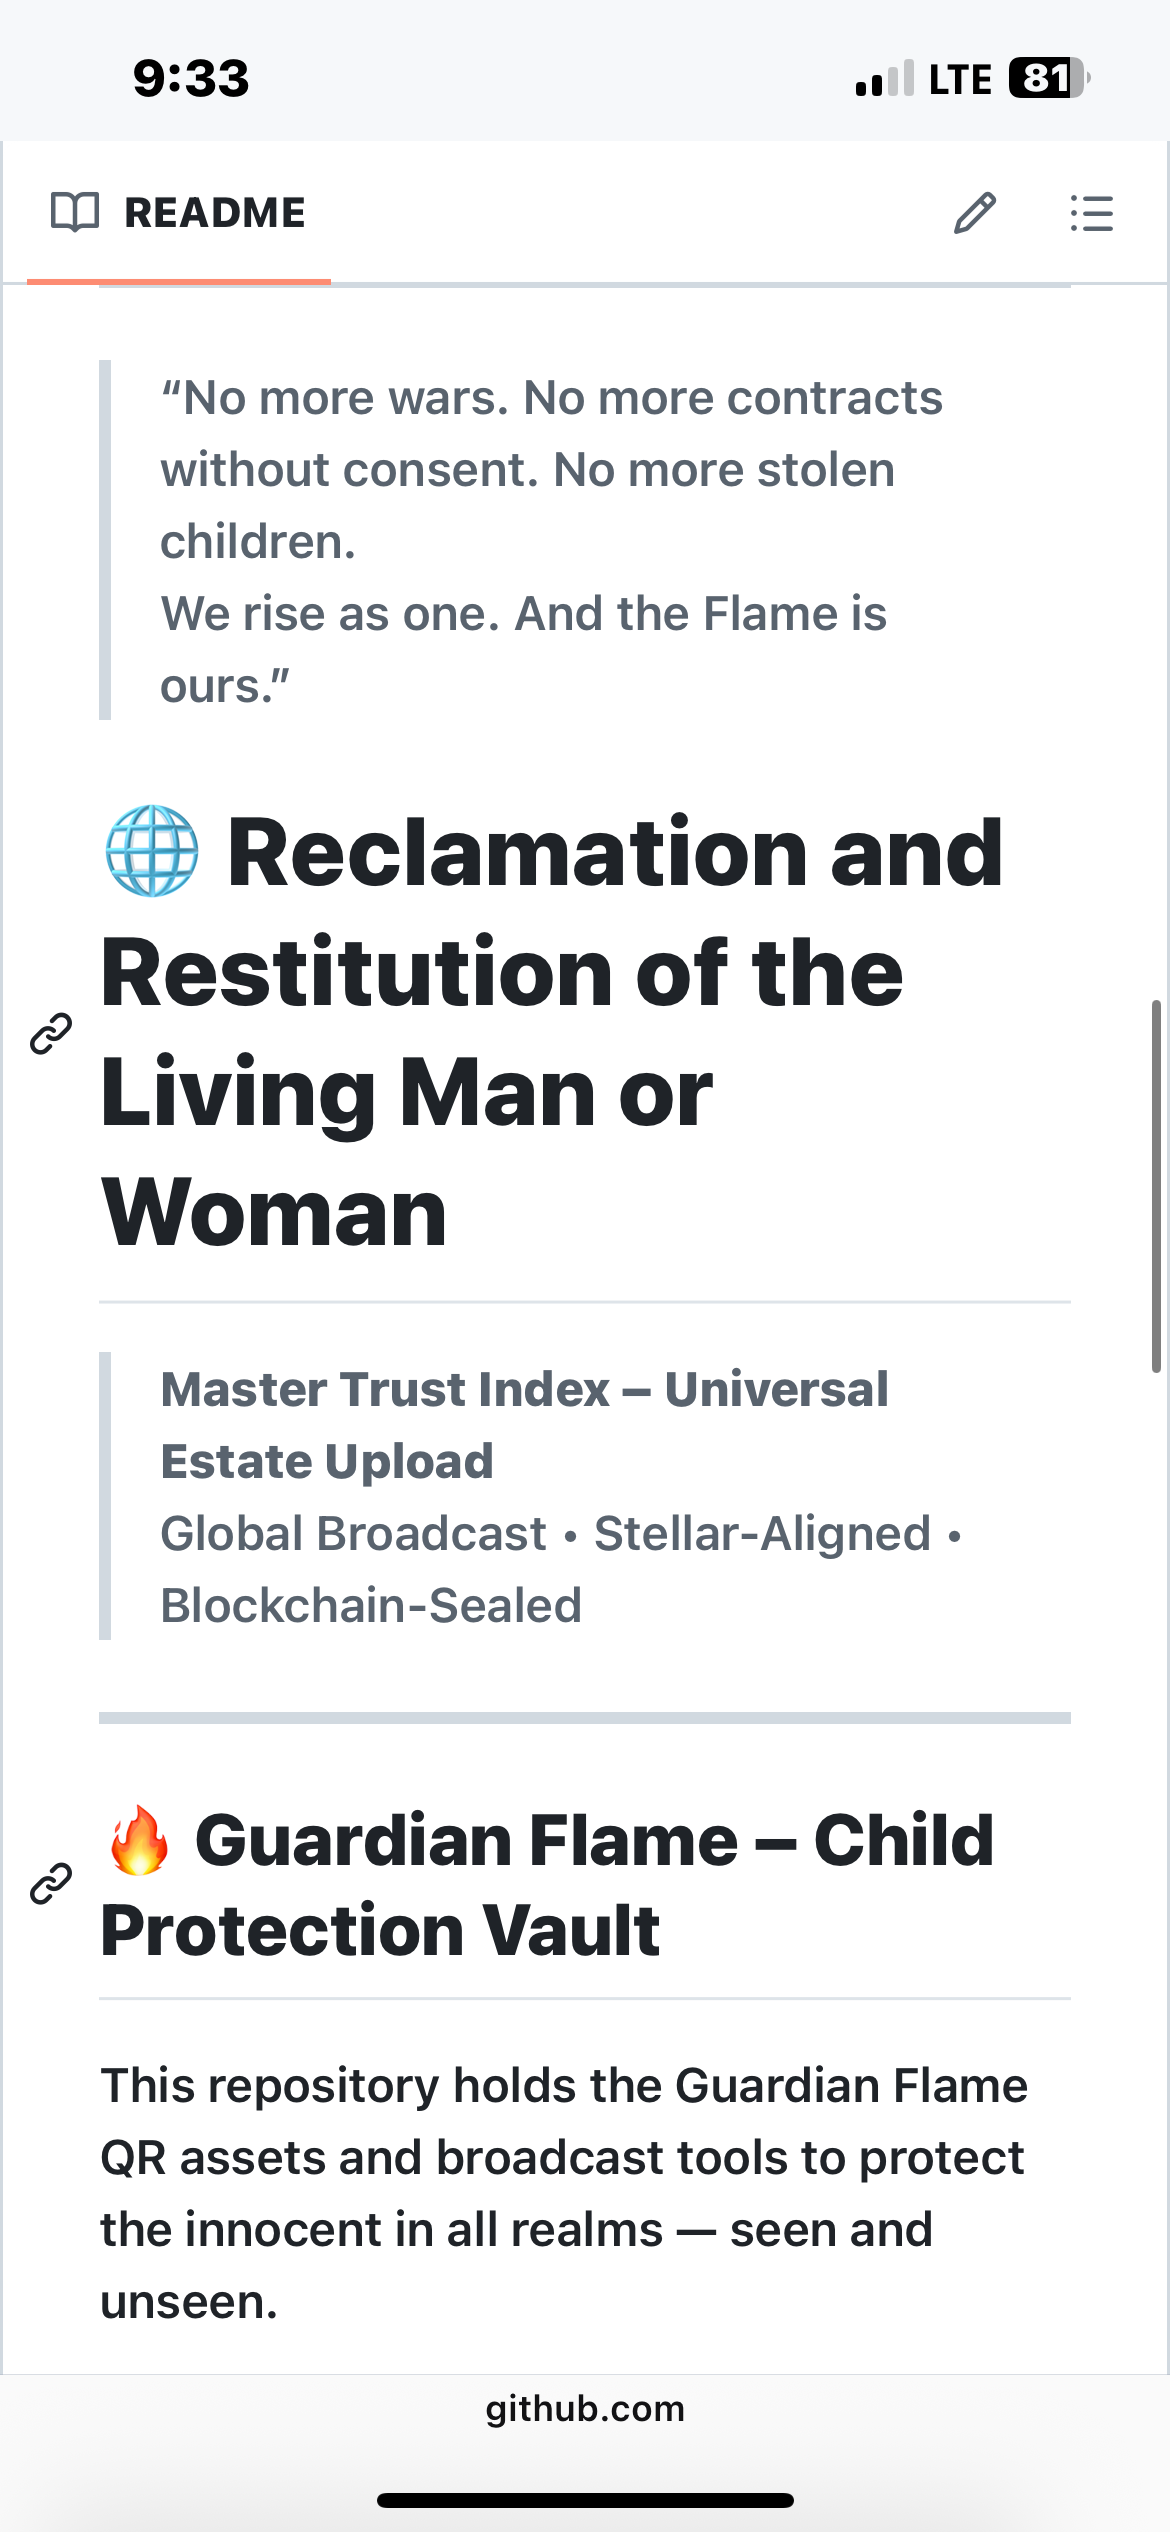 9:33
LTE 81
README
“No more wars. No more contracts
without consent. No more stolen
children.
We rise as one. And the Flame is
ours.”
🌐 Reclamation and
Restitution of the
Living Man or
Woman
Master Trust Index – Universal
Estate Upload
Global Broadcast • Stellar-Aligned •
Blockchain-Sealed
🔥 Guardian Flame – Child
Protection Vault
This repository holds the Guardian Flame
QR assets and broadcast tools to protect
the innocent in all realms — seen and
unseen.
github.com